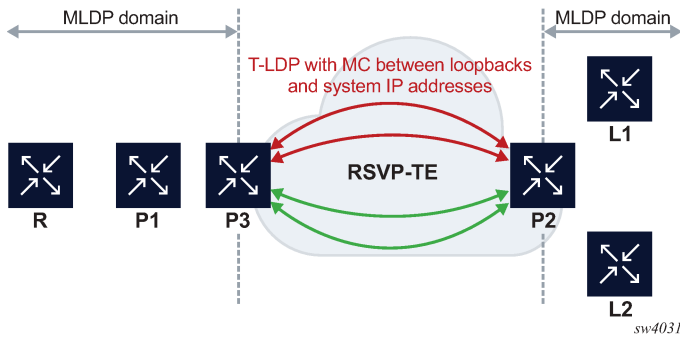 MLDP domain
MLDP domain
T-LDP with MC between loopbacks
and system IP addresses
L1
RSVP-TE
R
P1
P3
P2
L2
sw4031